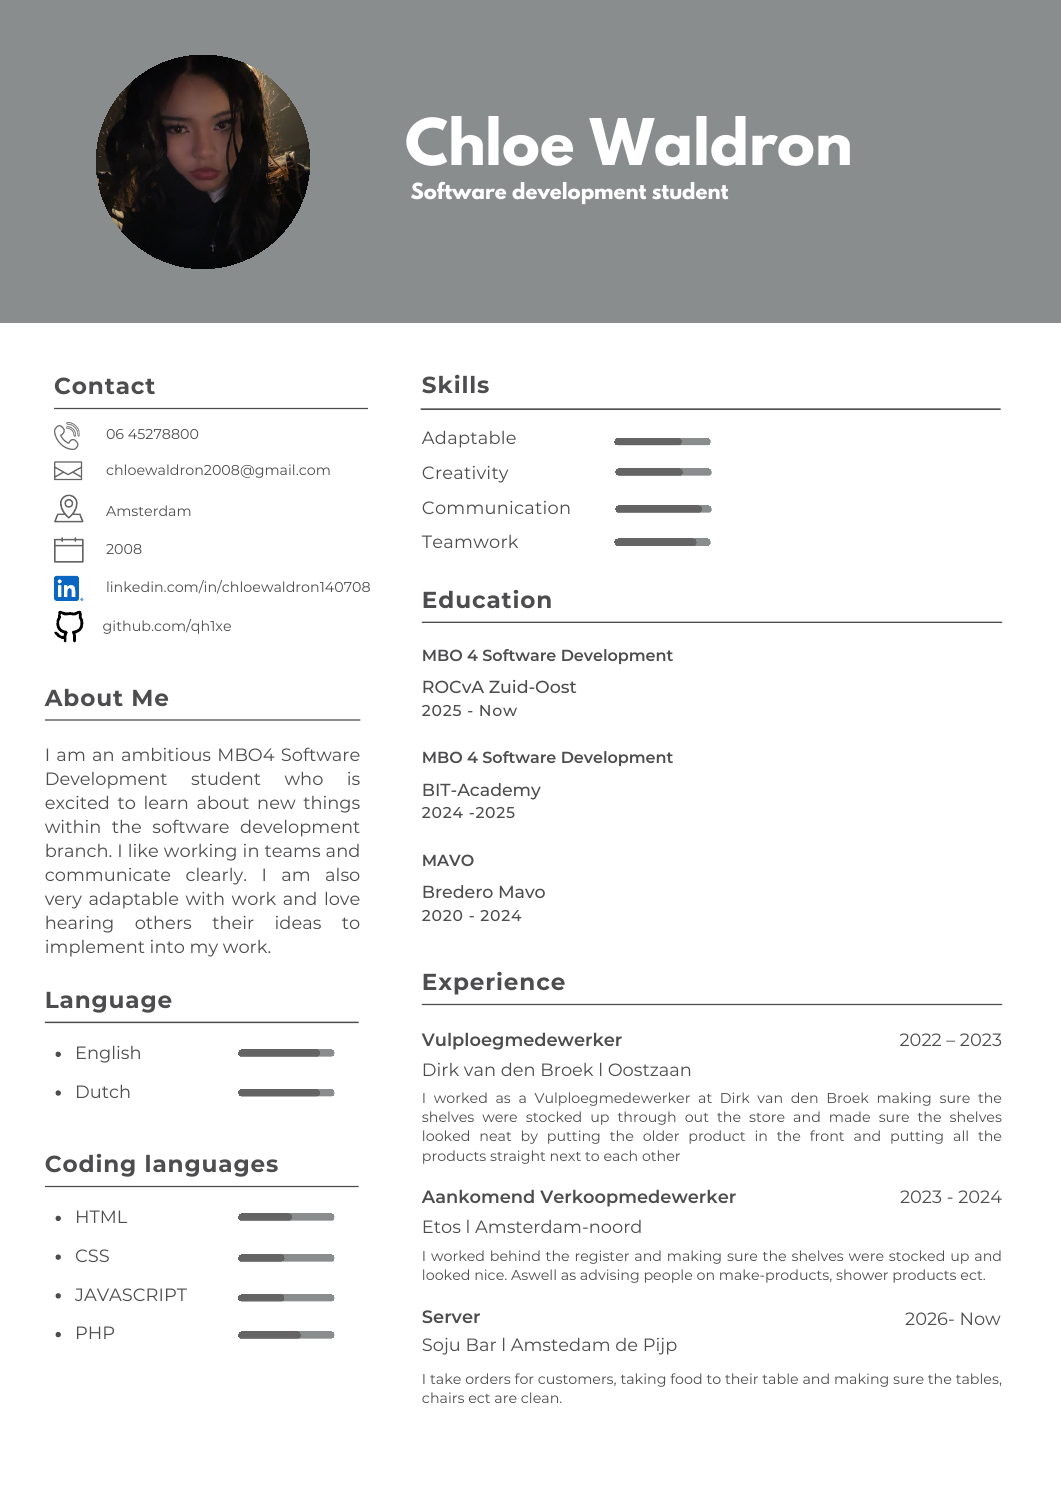 Chloe Waldron
Software development student
Contact
06 45278800
chloewaldron2008@gmail.com
Amsterdam
2008
in
linkedin.com/in/chloewaldron140708
github.com/qh1xe
About Me
I am an ambitious MBO4 Software
Development student who is
excited to learn about new things
within the software development
branch. I like working in teams and
communicate clearly. I am also
very adaptable with work and love
hearing others their ideas to
implement into my work.
Language
• English
• Dutch
Coding languages
• HTML
• CSS
• JAVASCRIPT
• PHP
Skills
Adaptable
Creativity
Communication
Teamwork
Education
MBO 4 Software Development
ROCvA Zuid-Oost
2025 - Now
MBO 4 Software Development
BIT-Academy
2024 -2025
MAVO
Bredero Mavo
2020 - 2024
Experience
Vulploegmedewerker 2022 – 2023
Dirk van den Broek l Oostzaan
I worked as a Vulploegmedewerker at Dirk van den Broek making sure the
shelves were stocked up through out the store and made sure the shelves
looked neat by putting the older product in the front and putting all the
products straight next to each other
Aankomend Verkoopmedewerker 2023 - 2024
Etos l Amsterdam-noord
I worked behind the register and making sure the shelves were stocked up and
looked nice. Aswell as advising people on make-products, shower products ect.
Server 2026- Now
Soju Bar l Amstedam de Pijp
I take orders for customers, taking food to their table and making sure the tables,
chairs ect are clean.